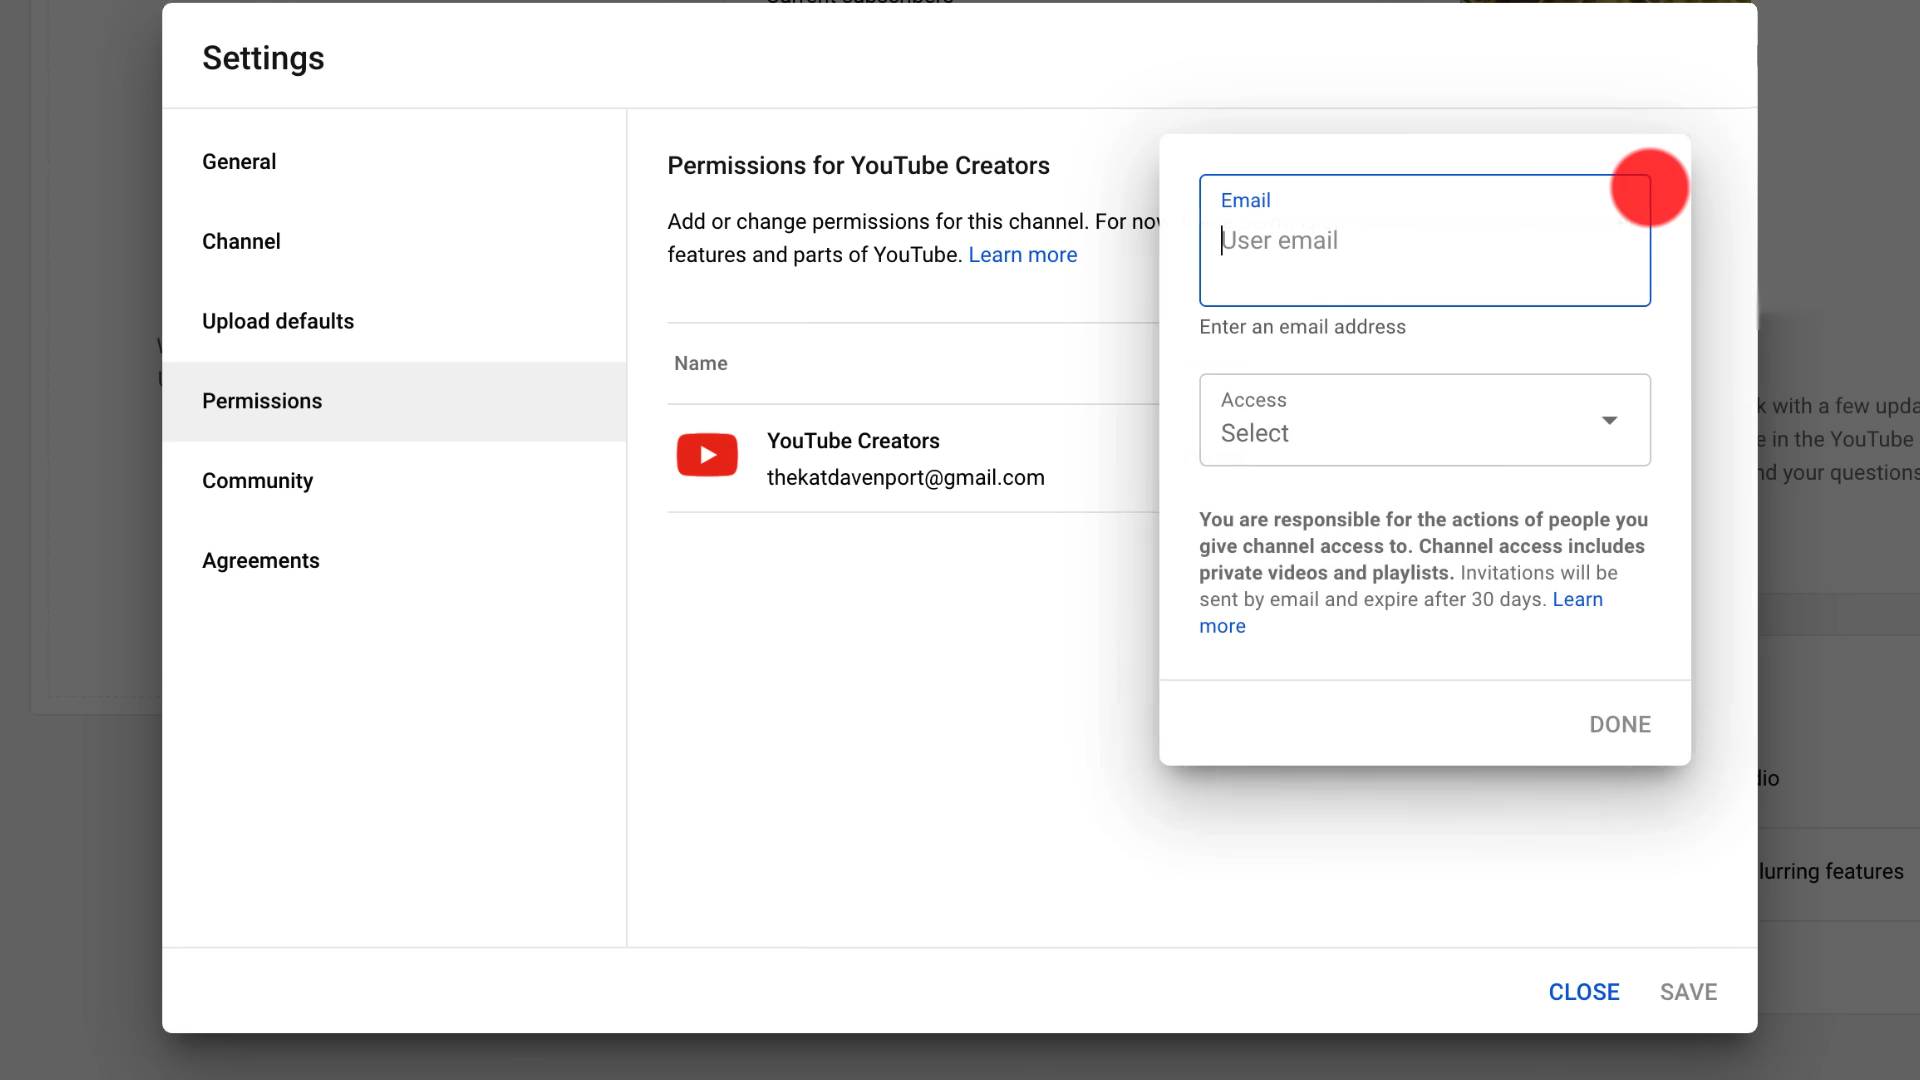 Current subscribers
Settings
General
Channel
Upload defaults
Permissions
Community
Agreements
Permissions for YouTube Creators
Add or change permissions for this channel. For now
features and parts of YouTube. Learn more
Name
YouTube Creators
thekatdavenport@gmail.com
Email
User email
Enter an email address
Access
Select
You are responsible for the actions of people you
give channel access to. Channel access includes
private videos and playlists. Invitations will be
sent by email and expire after 30 days. Learn
more
DONE
with a few
in the YouTube
your questions
lurring features
CLOSE SAVE